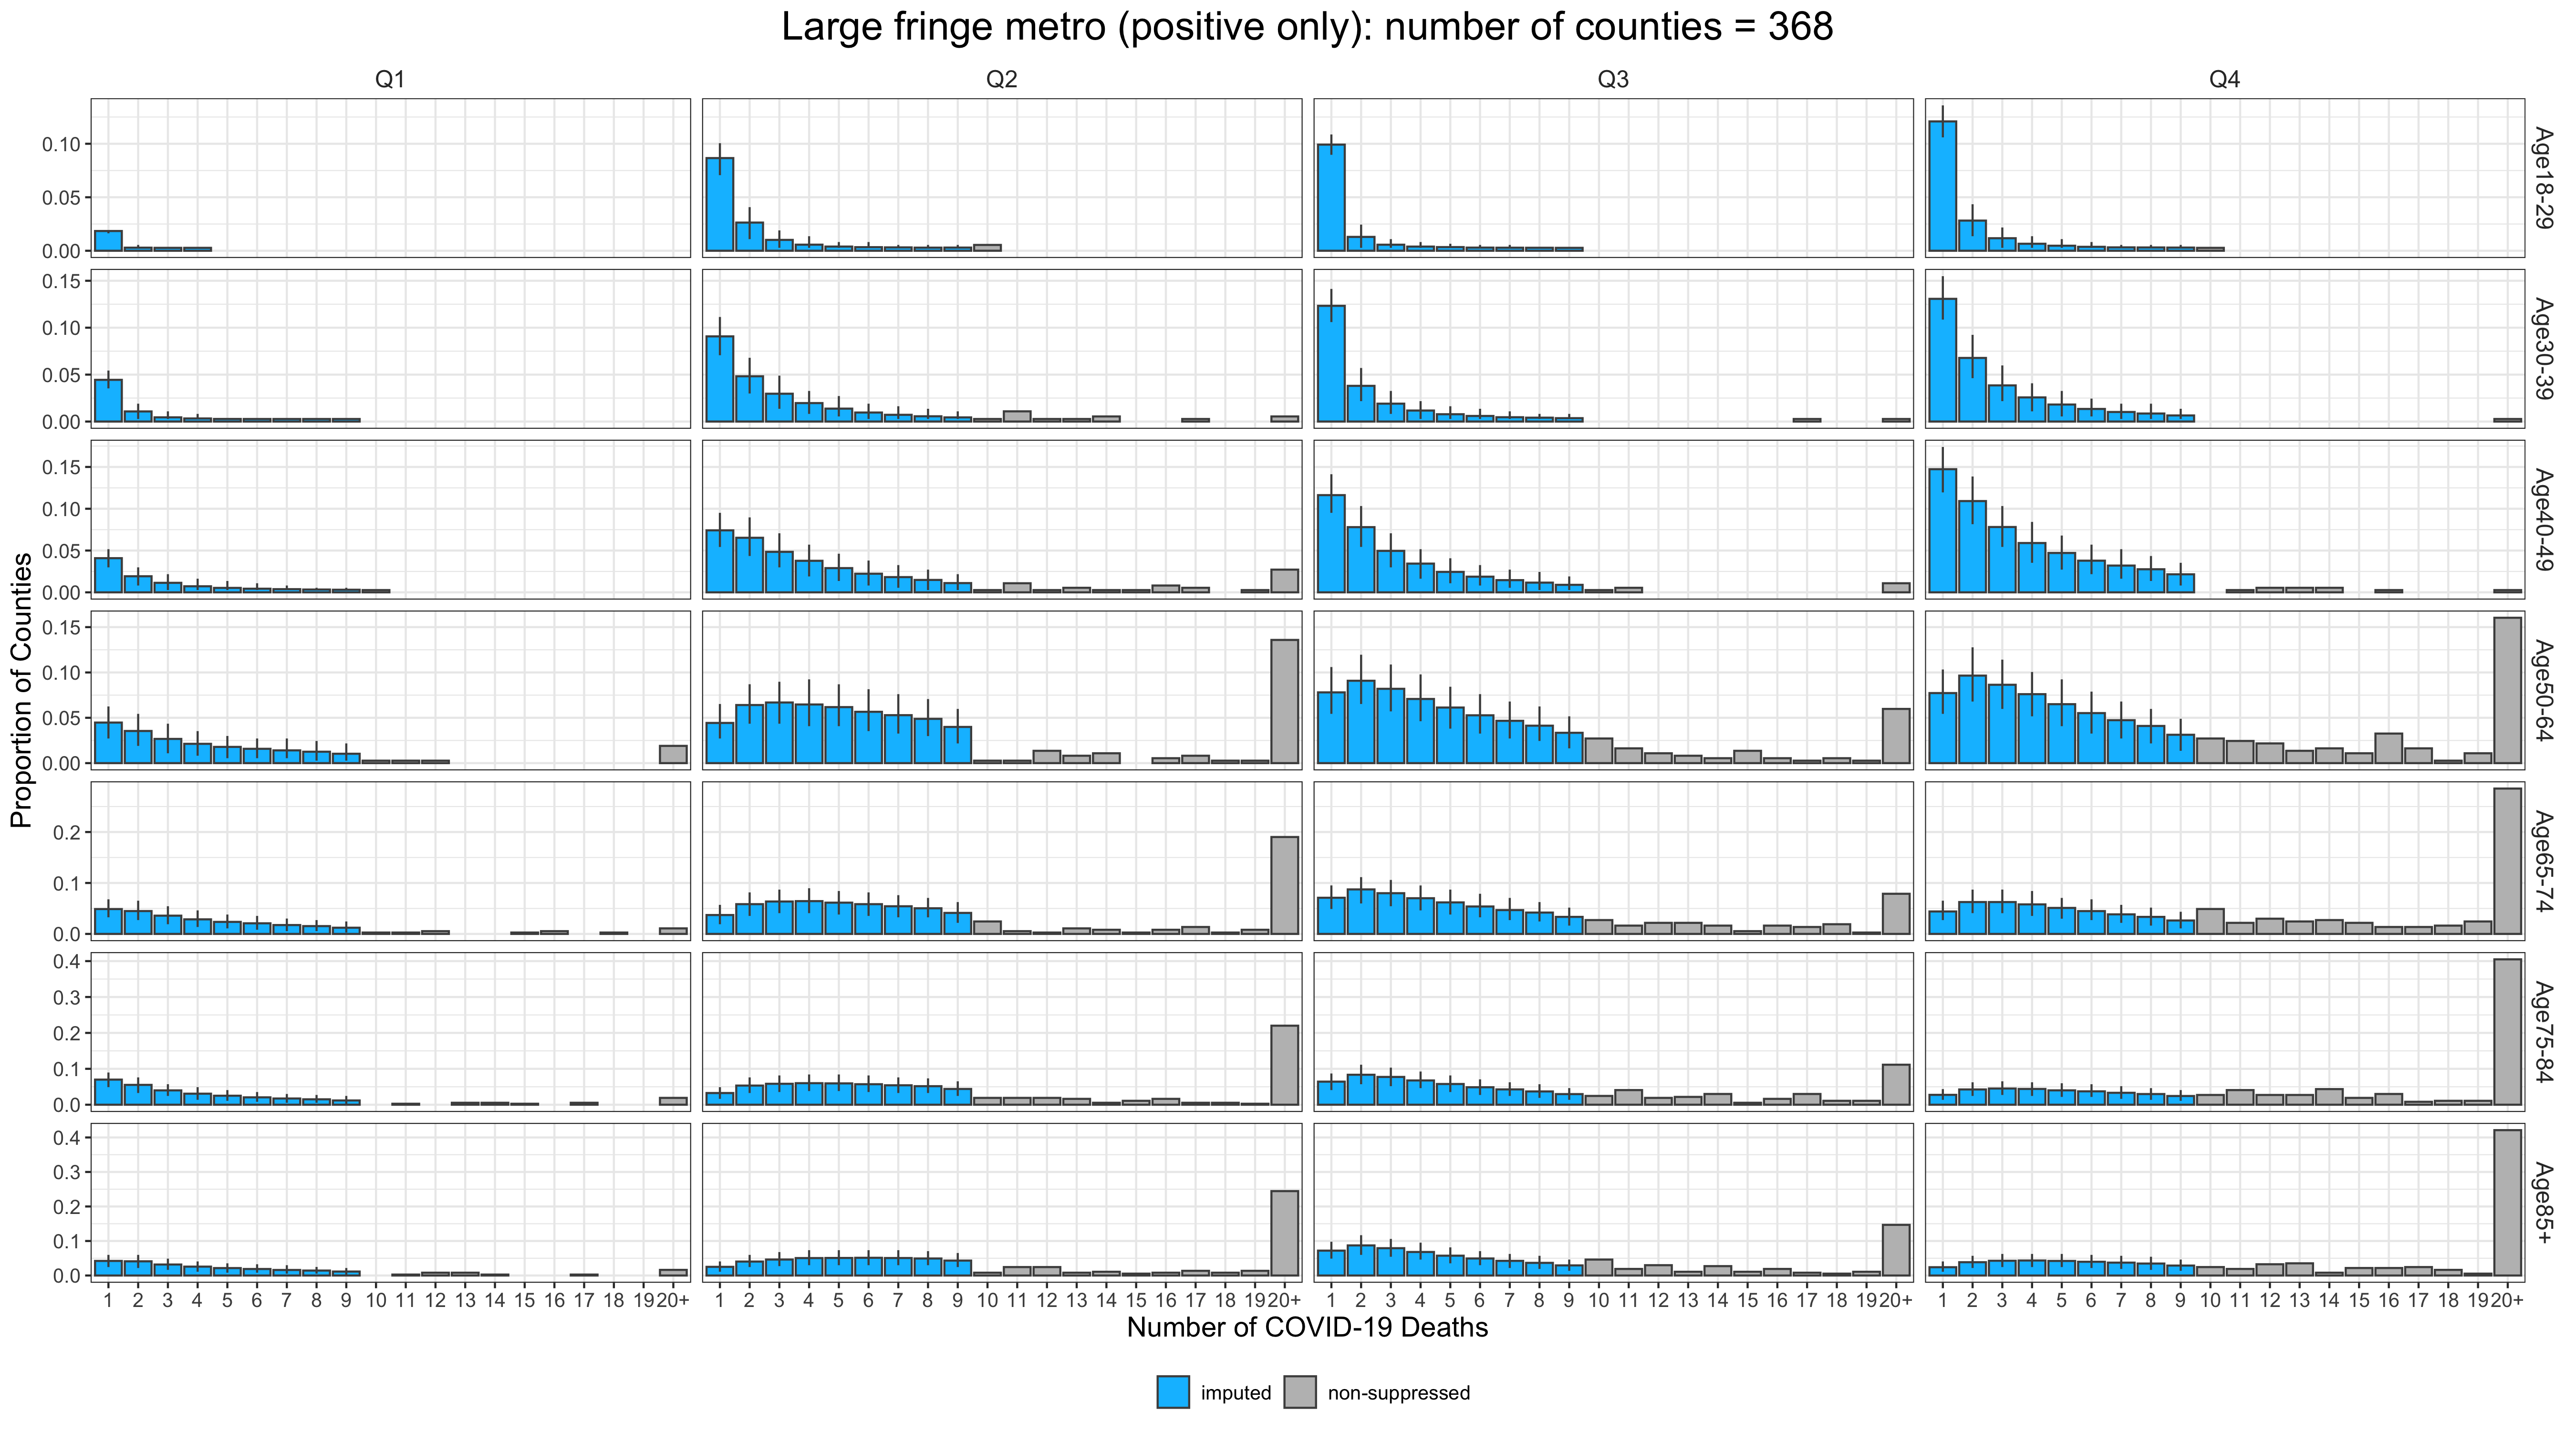 Large fringe metro (positive only): number of counties = 368
Q1 Q2 Q3 Q4
Proportion of Counties
0.10
0.05
0.00
Age18-29
0.15
0.10
0.05
0.00
Age30-39
0.15
0.10
0.05
0.00
Age40-49
0.15
0.10
0.05
0.00
Age50-64
0.2
0.1
0.0
Age65-74
0.4
0.3
0.2
0.1
0.0
Age75-84
0.4
0.3
0.2
0.1
0.0
Age85+
1 2 3 4 5 6 7 8 9 10 11 12 13 14 15 16 17 18 19 20+ 1 2 3 4 5 6 7 8 9 10 11 12 13 14 15 16 17 18 19 20+ 1 2 3 4 5 6 7 8 9 10 11 12 13 14 15 16 17 18 19 20+ 1 2 3 4 5 6 7 8 9 10 11 12 13 14 15 16 17 18 19 20+
Number of COVID-19 Deaths
imputed non-suppressed